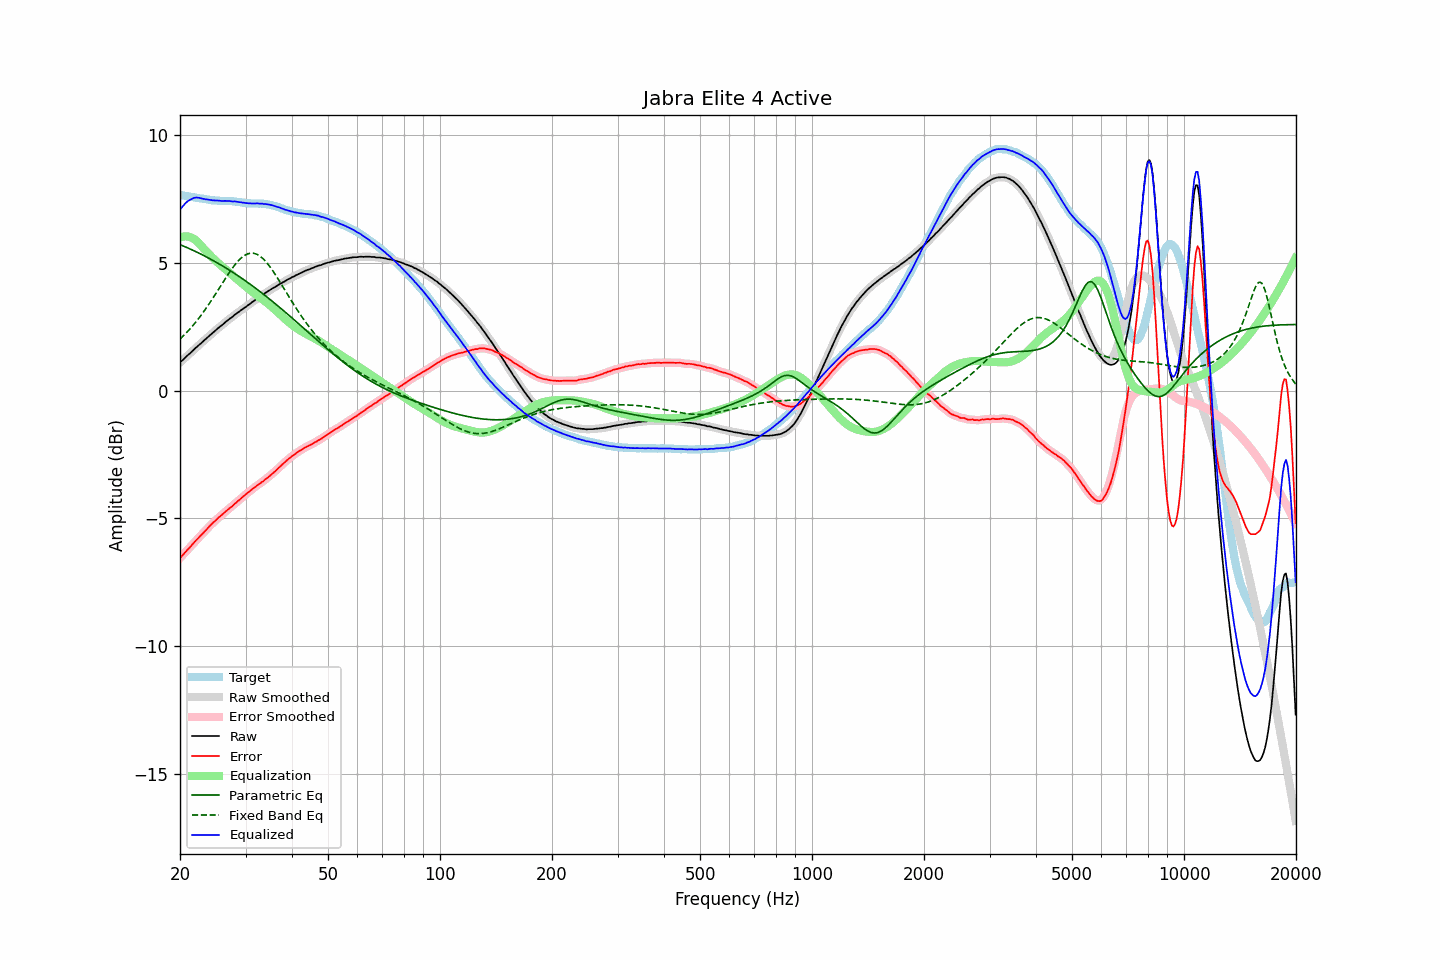 Jabra Elite 4 Active
Amplitude (dBr)
10
5
0
−5
−10
−15
Target
Raw Smoothed
Error Smoothed
Raw
Error
Equalization
Parametric Eq
Fixed Band Eq
Equalized
20 50 100 200 500 1000 2000 5000 10000 20000
Frequency (Hz)